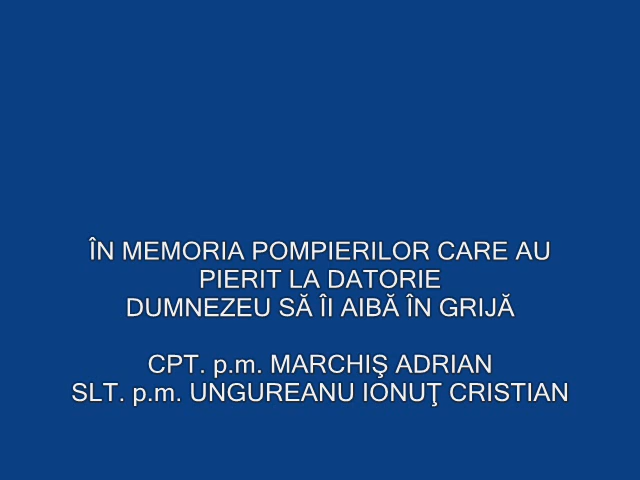 ÎN MEMORIA POMPIERILOR CARE AU
PIERIT LA DATORIE
DUMNEZEU SĂ ÎI AIBĂ ÎN GRIJĂ
CPT. p.m. MARCHIŞ ADRIAN
SLT. p.m. UNGUREANU IONUŢ CRISTIAN